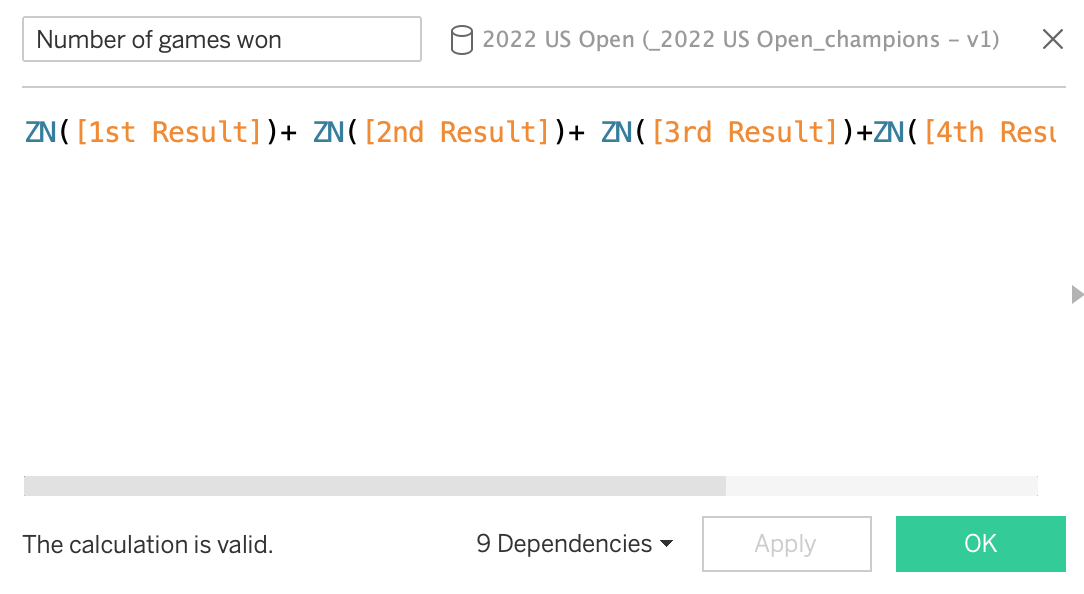 Number of games won
2022 US Open (_2022 US Open_champions – v1)
ZN([1st Result])+ ZN([2nd Result])+ ZN([3rd Result])+ZN([4th
The calculation is valid.
9 Dependencies
Apply
OK